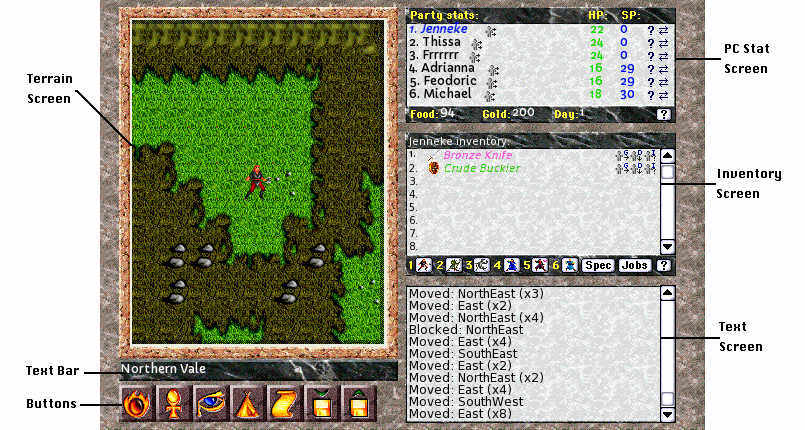 Terrain
Screen
Text Bar
Buttons
Northern Vale
Party stats: HP: SP:
1. Jenneke 22 0 ?
2. Thissa 24 0 ?
3. Frrrrrr 24 0 ?
4. Adrianna 16 29 ?
5. Feodoric 16 29 ?
6. Michael 18 30 ?
Food:94 Gold:200 Day:1 ?
PC Stat
Screen
Jenneke inventory:
1. Bronze Knife G D I
2. Crude Buckler G D I
3.
4.
5.
6.
7.
8.
1 2 3 4 5 6 Spec Jobs ?
Inventory
Screen
Moved: NorthEast (x3)
Moved: East (x2)
Moved: NorthEast (x4)
Blocked: NorthEast
Moved: East (x4)
Moved: SouthEast
Moved: East (x2)
Moved: NorthEast (x2)
Moved: East (x4)
Moved: SouthWest
Moved: East (x8)
Text
Screen